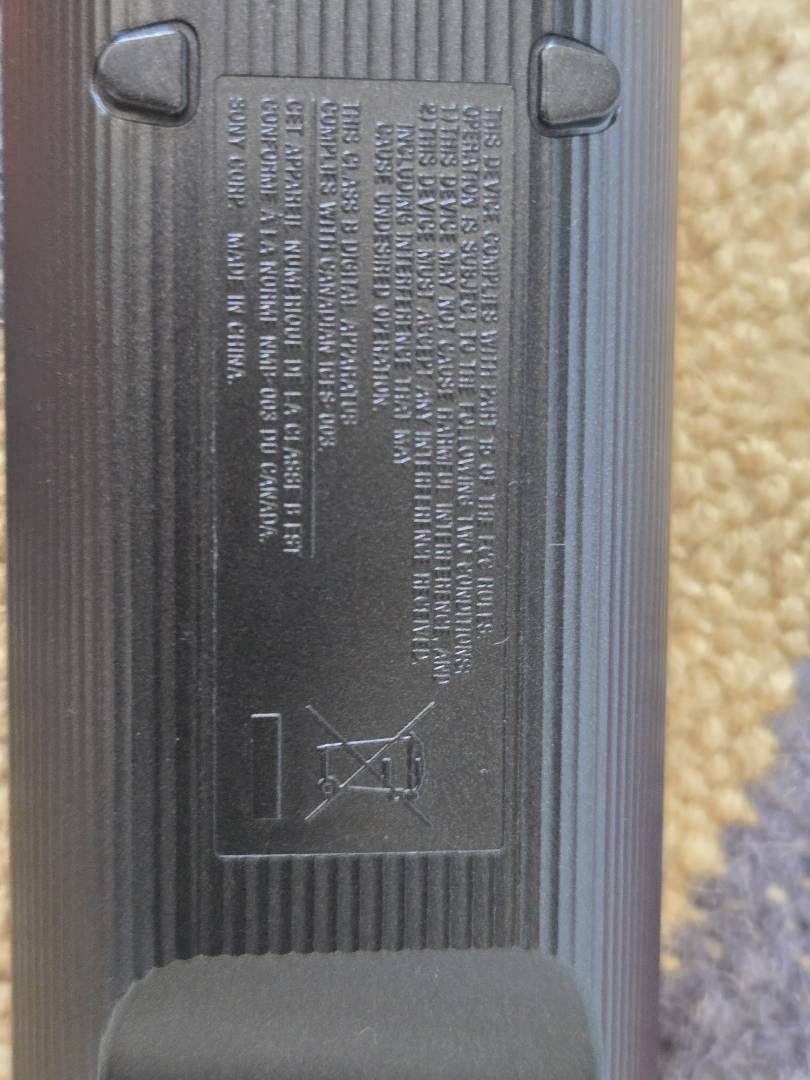 THIS DEVICE COMPLIES WITH PART 15 OF THE FCC RULES.
OPERATION IS SUBJECT TO THE FOLLOWING TWO CONDITIONS:
1) THIS DEVICE MAY NOT CAUSE HARMFUL INTERFERENCE, AND
2) THIS DEVICE MUST ACCEPT ANY INTERFERENCE RECEIVED,
INCLUDING INTERFERENCE THAT MAY
CAUSE UNDESIRED OPERATION.
THIS CLASS B DIGITAL APPARATUS
COMPLIES WITH CANADIAN ICES-003.
CET APPAREIL NUMÉRIQUE DE LA CLASSE B EST
CONFORME À LA NORME NMB-003 DU CANADA.
SONY CORP. MADE IN CHINA.